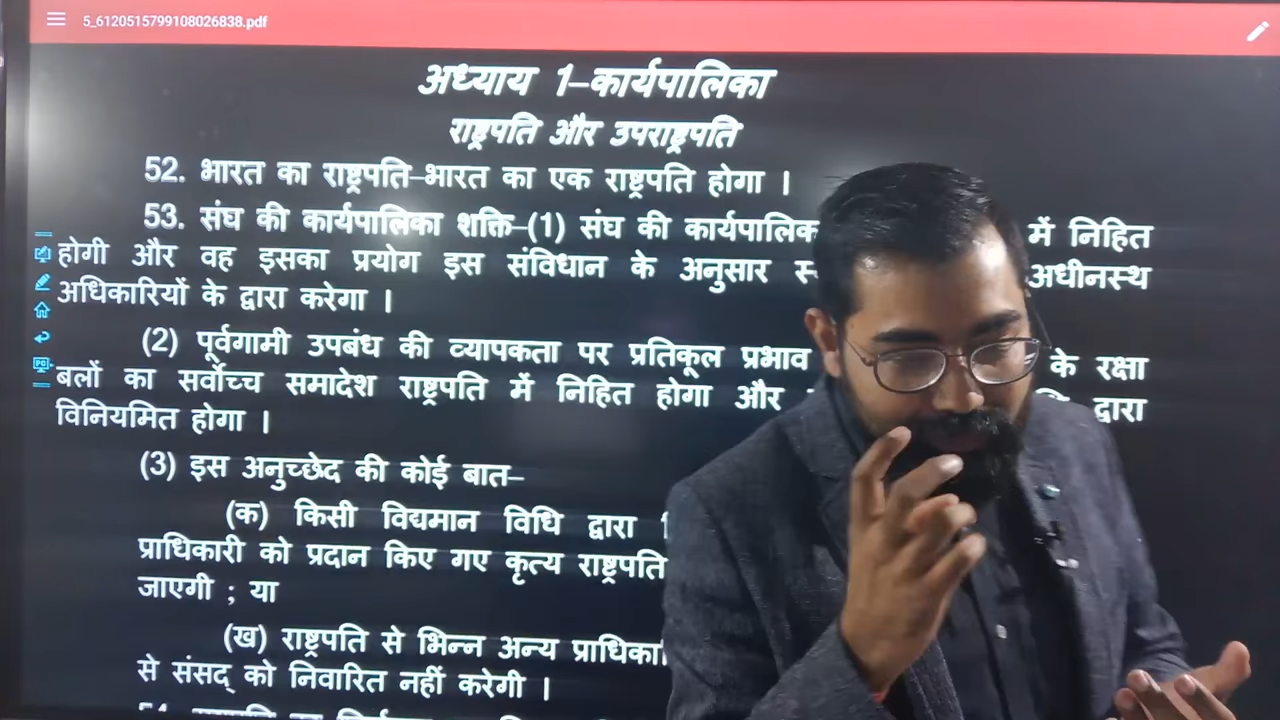 5_6120515799108026838.pdf
अध्याय 1–कार्यपालिका
राष्ट्रपति और उपराष्ट्रपति
52. भारत का राष्ट्रपति–भारत का एक राष्ट्रपति होगा ।
53. संघ की कार्यपालिका शक्ति–(1) संघ की में निहित
होगी और वह इसका प्रयोग इस संविधान के अनुसार अधीनस्थ
अधिकारियों के द्वारा करेगा ।
(2) पूर्वगामी उपबंध की व्यापकता पर प्रतिकूल प्रभाव के रक्षा
बलों का सर्वोच्च समादेश राष्ट्रपति में निहित होगा और द्वारा
विनियमित होगा ।
(3) इस अनुच्छेद की कोई बात–
(क) किसी विद्यमान विधि द्वारा
प्राधिकारी को प्रदान किए गए कृत्य राष्ट्रपति
जाएगी ; या
(ख) राष्ट्रपति से भिन्न अन्य
से संसद् को निवारित नहीं करेगी ।